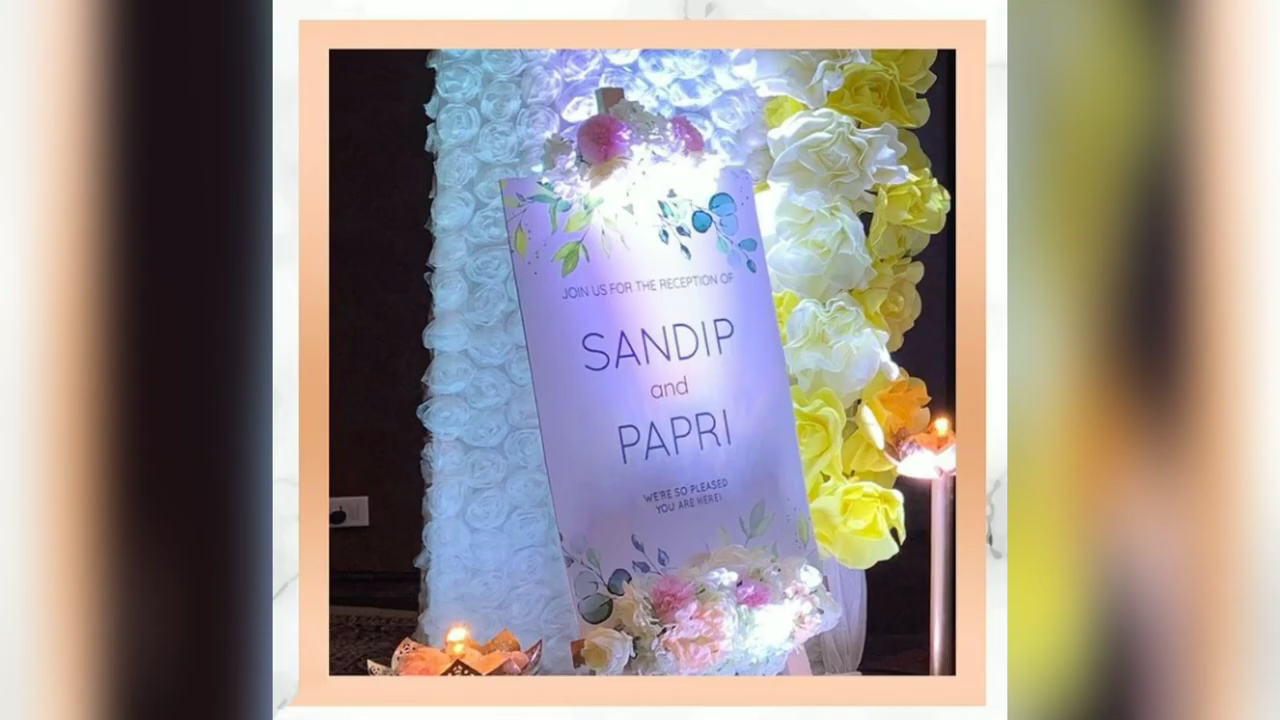 JOIN US FOR THE RECEPTION OF
SANDIP
and
PAPRI
WE'RE SO PLEASED
YOU ARE HERE!